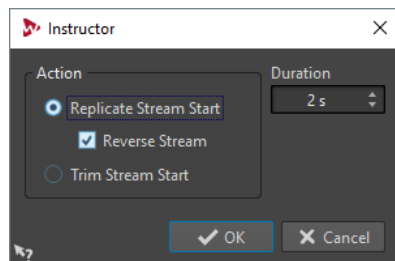 Instructor
Action
Replicate Stream Start
Reverse Stream
Trim Stream Start
Duration
2 s
OK
Cancel
?